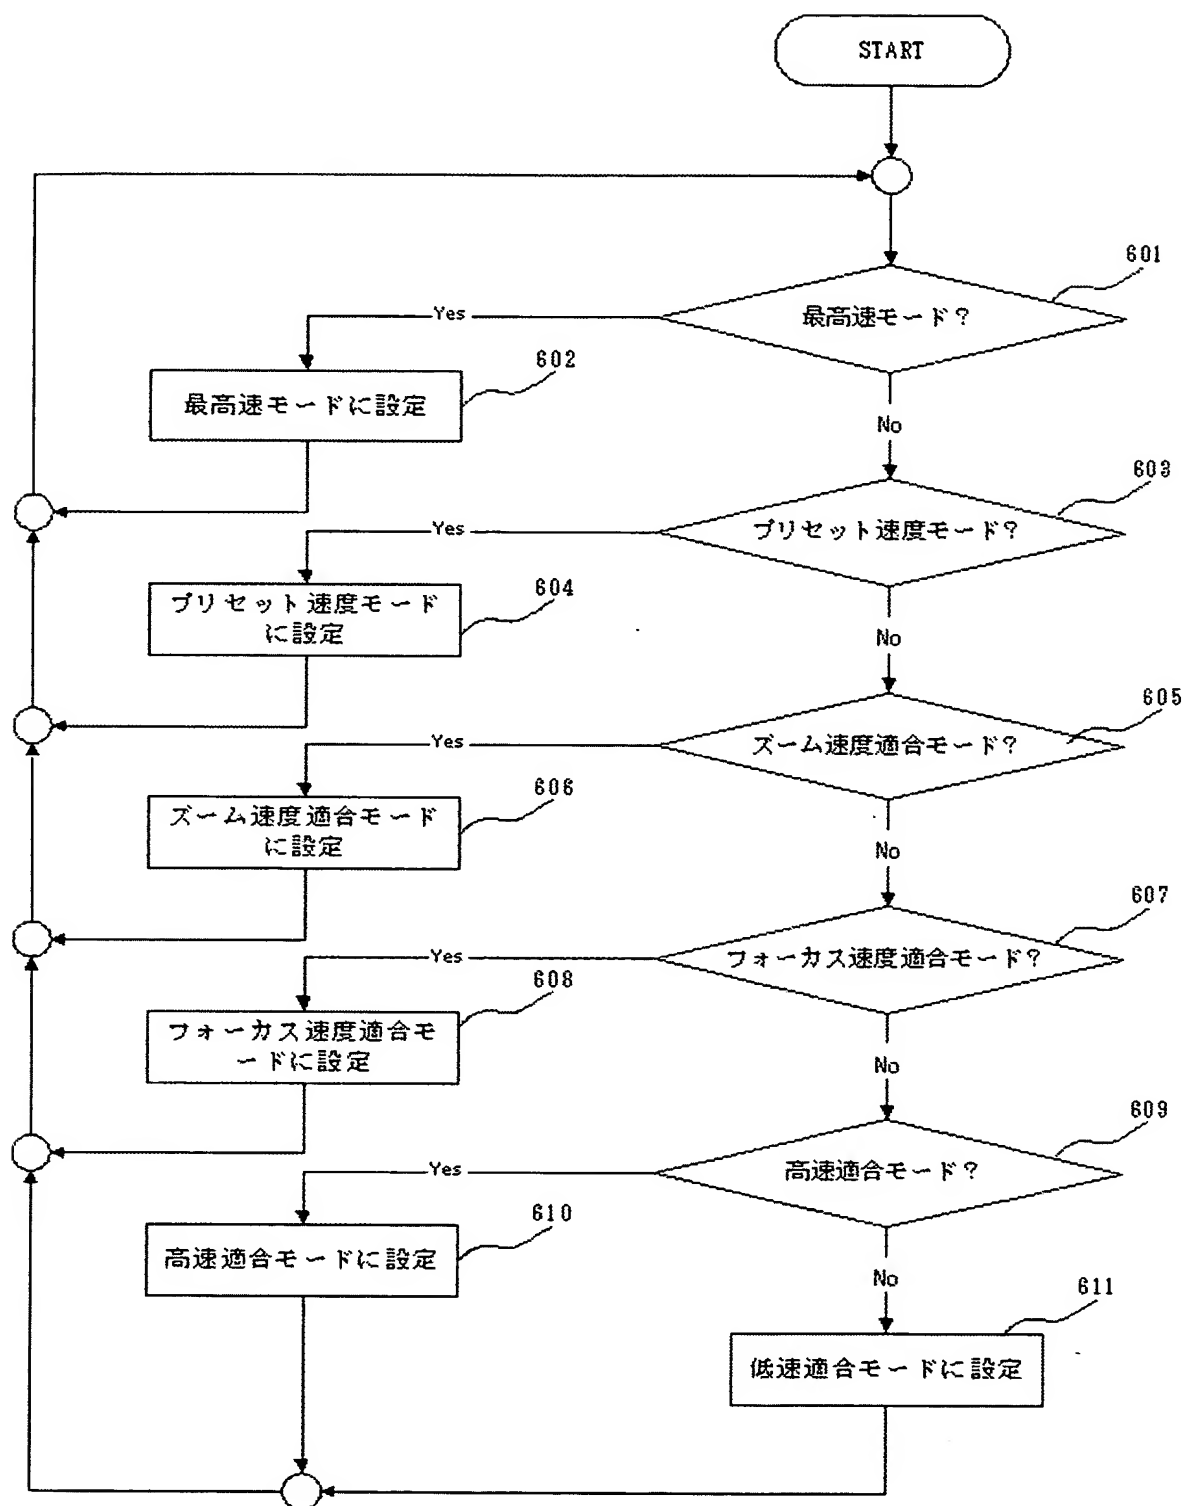 START
601
最高速モード?
Yes
602
最高速モードに設定
No
603
プリセット速度モード?
Yes
604
プリセット速度モード
に設定
No
605
ズーム速度適合モード?
Yes
606
ズーム速度適合モード
に設定
No
607
フォーカス速度適合モード?
Yes
608
フォーカス速度適合モ
ードに設定
No
609
高速適合モード?
Yes
610
高速適合モードに設定
No
611
低速適合モードに設定